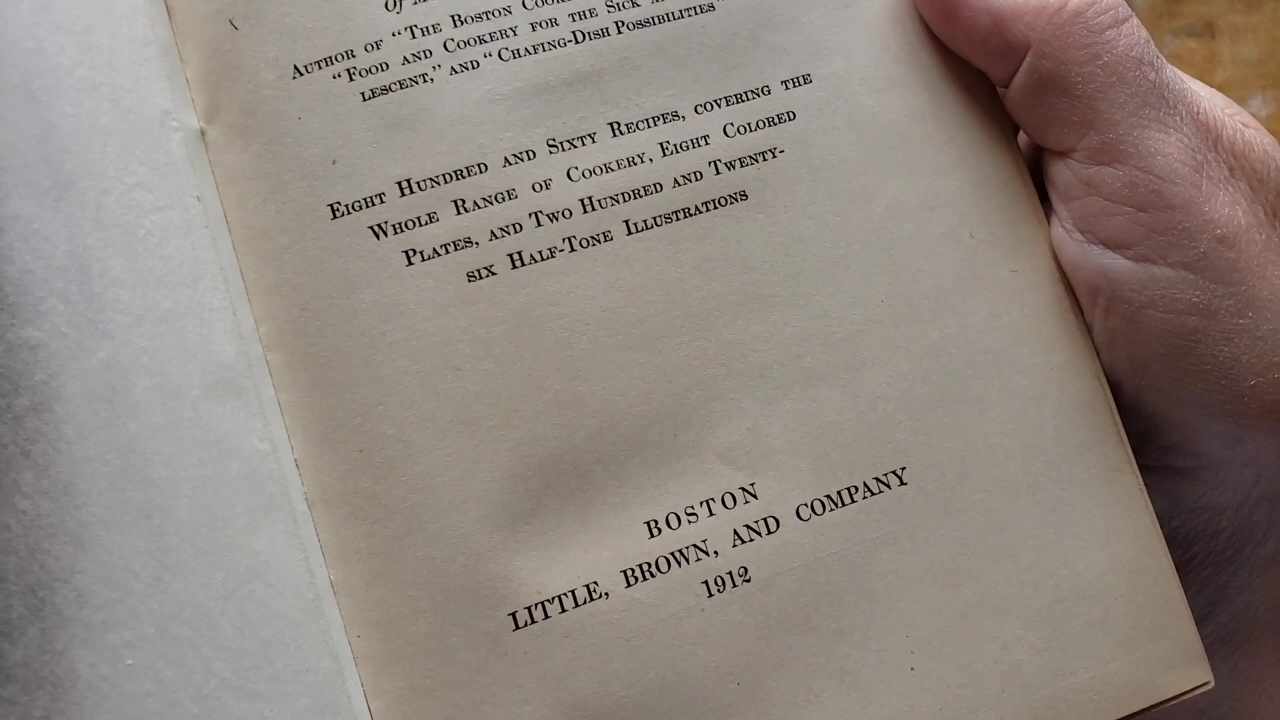 Of M
AUTHOR OF "THE BOSTON COOK
"FOOD AND COOKERY FOR THE SICK
LESCENT," AND "CHAFING-DISH POSSIBILITIES"
EIGHT HUNDRED AND SIXTY RECIPES, COVERING THE
WHOLE RANGE OF COOKERY, EIGHT COLORED
PLATES, AND TWO HUNDRED AND TWENTY-
SIX HALF-TONE ILLUSTRATIONS
BOSTON
LITTLE, BROWN, AND COMPANY
1912